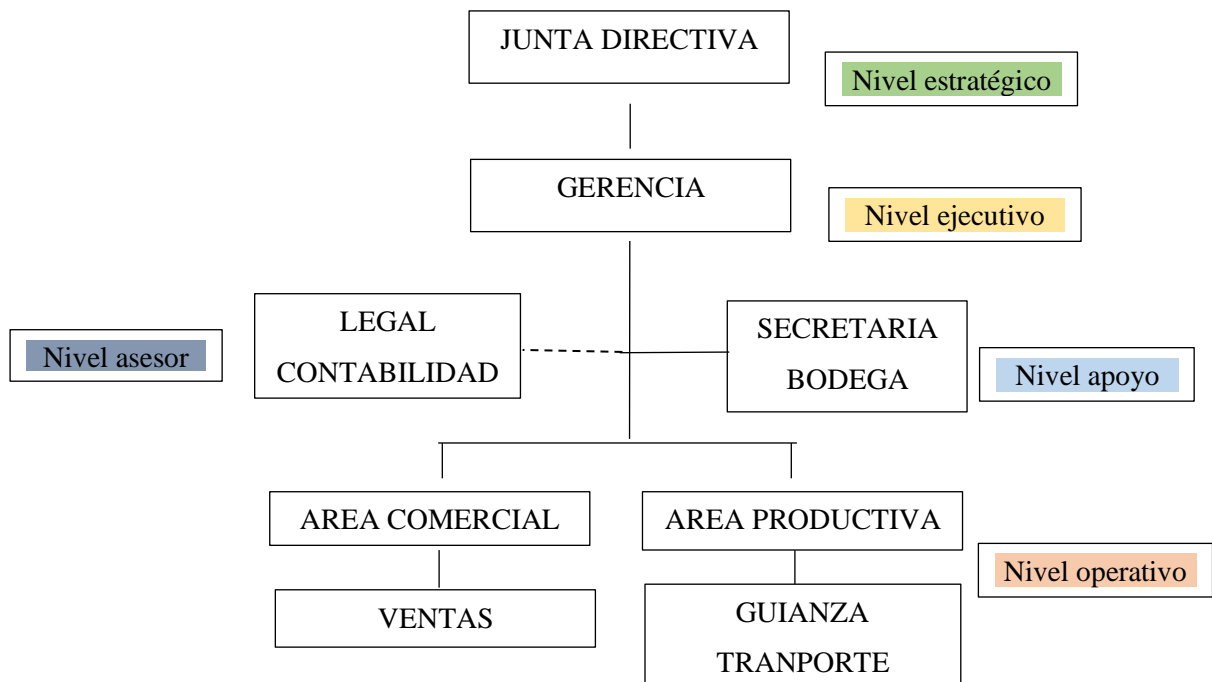 JUNTA DIRECTIVA
Nivel estratégico
GERENCIA
Nivel ejecutivo
LEGAL
CONTABILIDAD
SECRETARIA
BODEGA
Nivel asesor
Nivel apoyo
AREA COMERCIAL
AREA PRODUCTIVA
Nivel operativo
VENTAS
GUIANZA
TRANPORTE